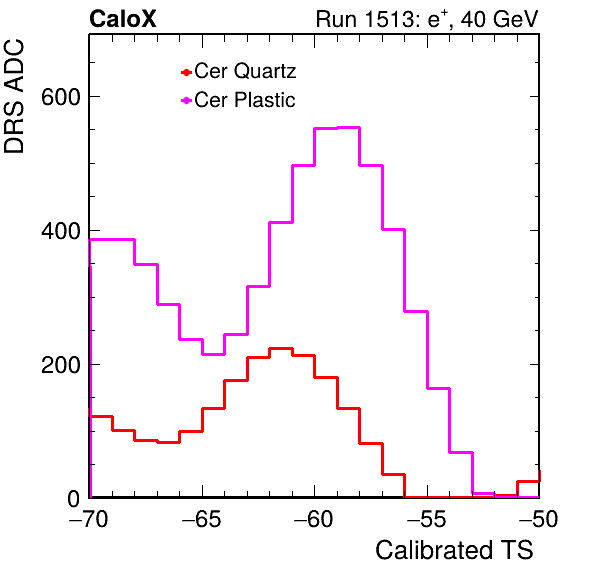 CaloX Run 1513: e+, 40 GeV
DRS ADC
Cer Quartz
Cer Plastic
600
400
200
0
−70 −65 −60 −55 −50
Calibrated TS